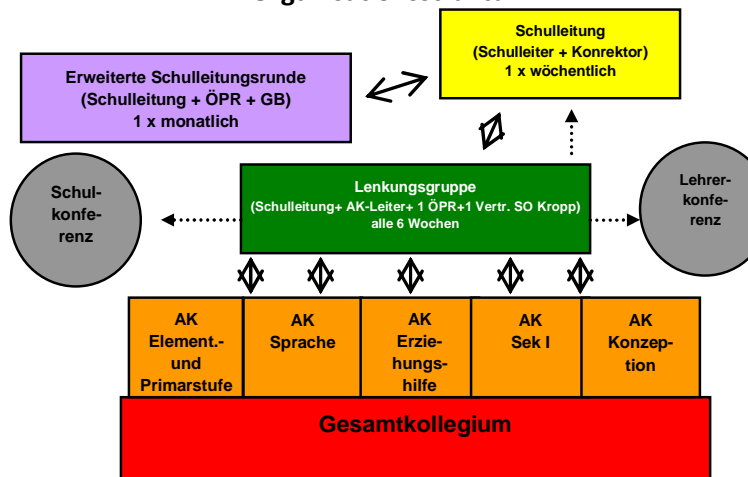 Schulleitung
(Schulleiter + Konrektor)
1 x wöchentlich
Erweiterte Schulleitungsrunde
(Schulleitung + ÖPR + GB)
1 x monatlich
Schul-
konfe-
renz
Lenkungsgruppe
(Schulleitung+ AK-Leiter+ 1 ÖPR+1 Vertr. SO Kropp)
alle 6 Wochen
Lehrer-
konfe-
renz
AK
Element.-
und
Primarstufe
AK
Sprache
AK
Erzie-
hungs-
hilfe
AK
Sek I
AK
Konzep-
tion
Gesamtkollegium